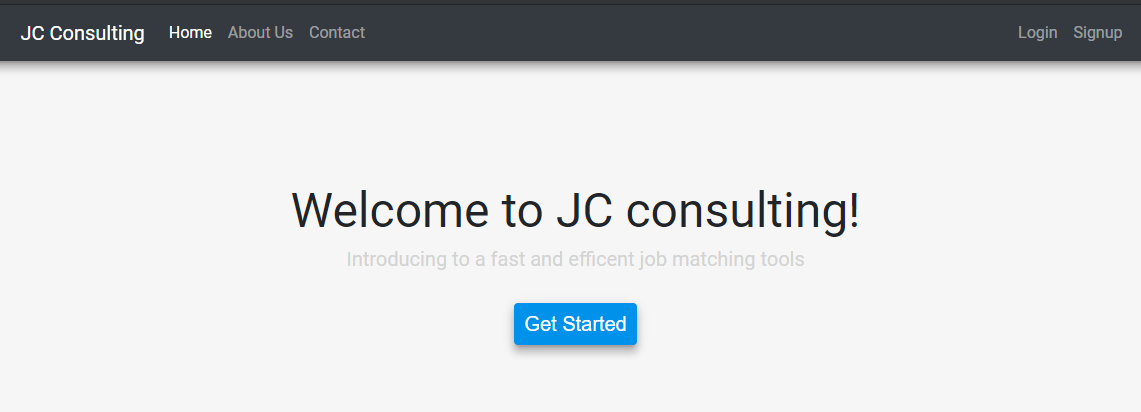 JC Consulting Home About Us Contact Login Signup
Welcome to JC consulting!
Introducing to a fast and efficent job matching tools
Get Started